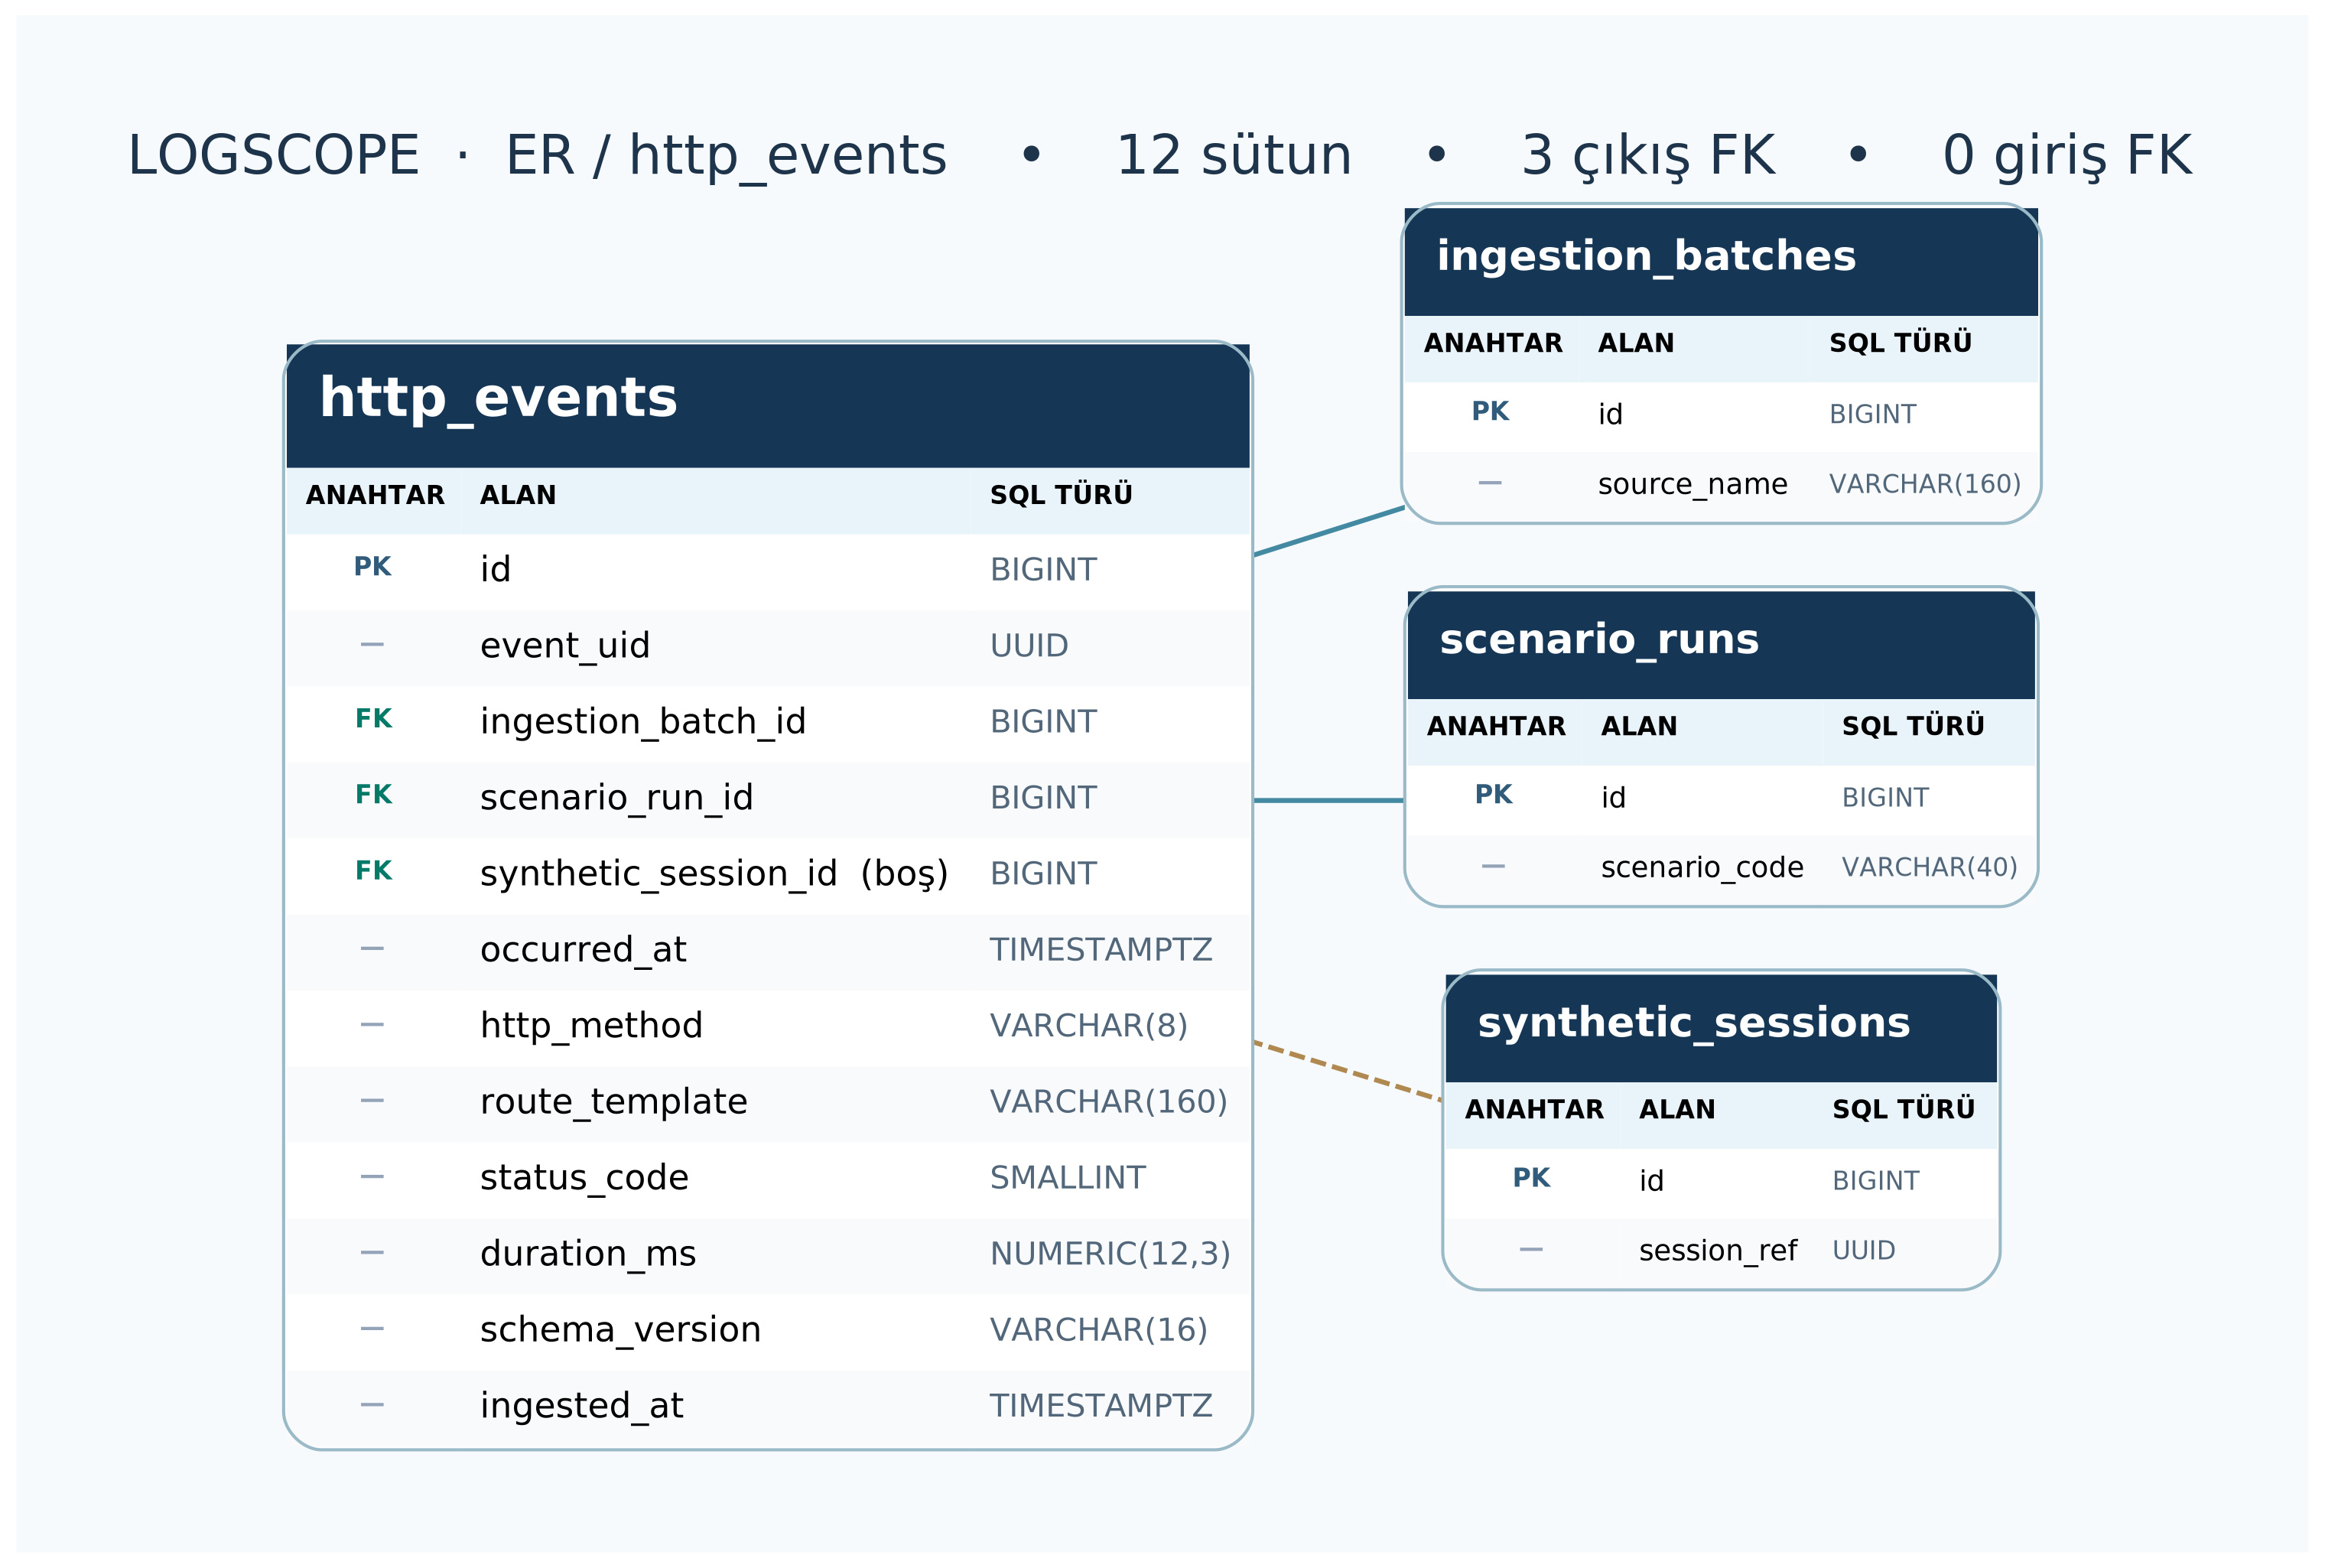 LOGSCOPE · ER / http_events • 12 sütun • 3 çıkış FK • 0 giriş FK
http_events
ANAHTAR ALAN SQL TÜRÜ
PK id BIGINT
— event_uid UUID
FK ingestion_batch_id BIGINT
FK scenario_run_id BIGINT
FK synthetic_session_id (boş) BIGINT
— occurred_at TIMESTAMPTZ
— http_method VARCHAR(8)
— route_template VARCHAR(160)
— status_code SMALLINT
— duration_ms NUMERIC(12,3)
— schema_version VARCHAR(16)
— ingested_at TIMESTAMPTZ
ingestion_batches
ANAHTAR ALAN SQL TÜRÜ
PK id BIGINT
— source_name VARCHAR(160)
scenario_runs
ANAHTAR ALAN SQL TÜRÜ
PK id BIGINT
— scenario_code VARCHAR(40)
synthetic_sessions
ANAHTAR ALAN SQL TÜRÜ
PK id BIGINT
— session_ref UUID